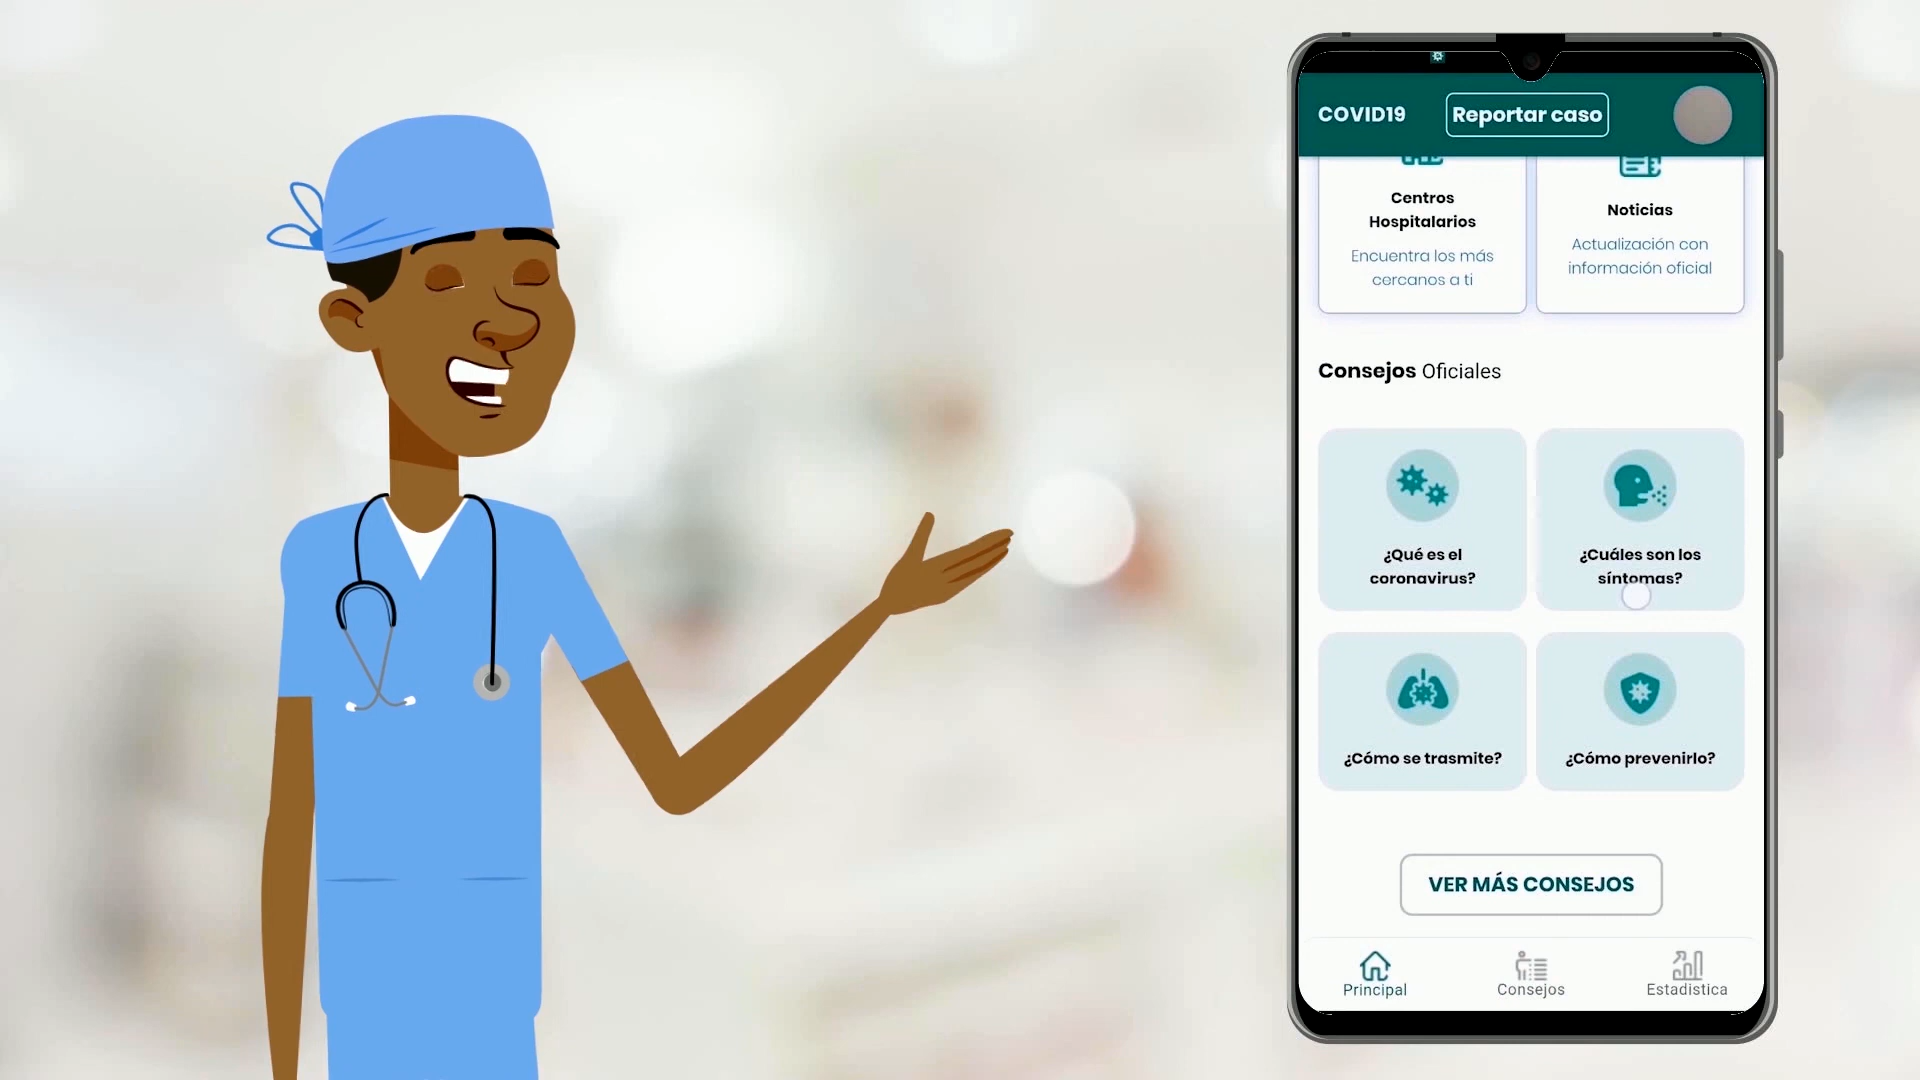 COVID19
Reportar caso
Centros
Hospitalarios
Encuentra los más
cercanos a ti
Noticias
Actualización con
información oficial
Consejos Oficiales
¿Qué es el
coronavirus?
¿Cuáles son los
síntomas?
¿Cómo se trasmite?
¿Cómo prevenirlo?
VER MÁS CONSEJOS
Principal
Consejos
Estadistica